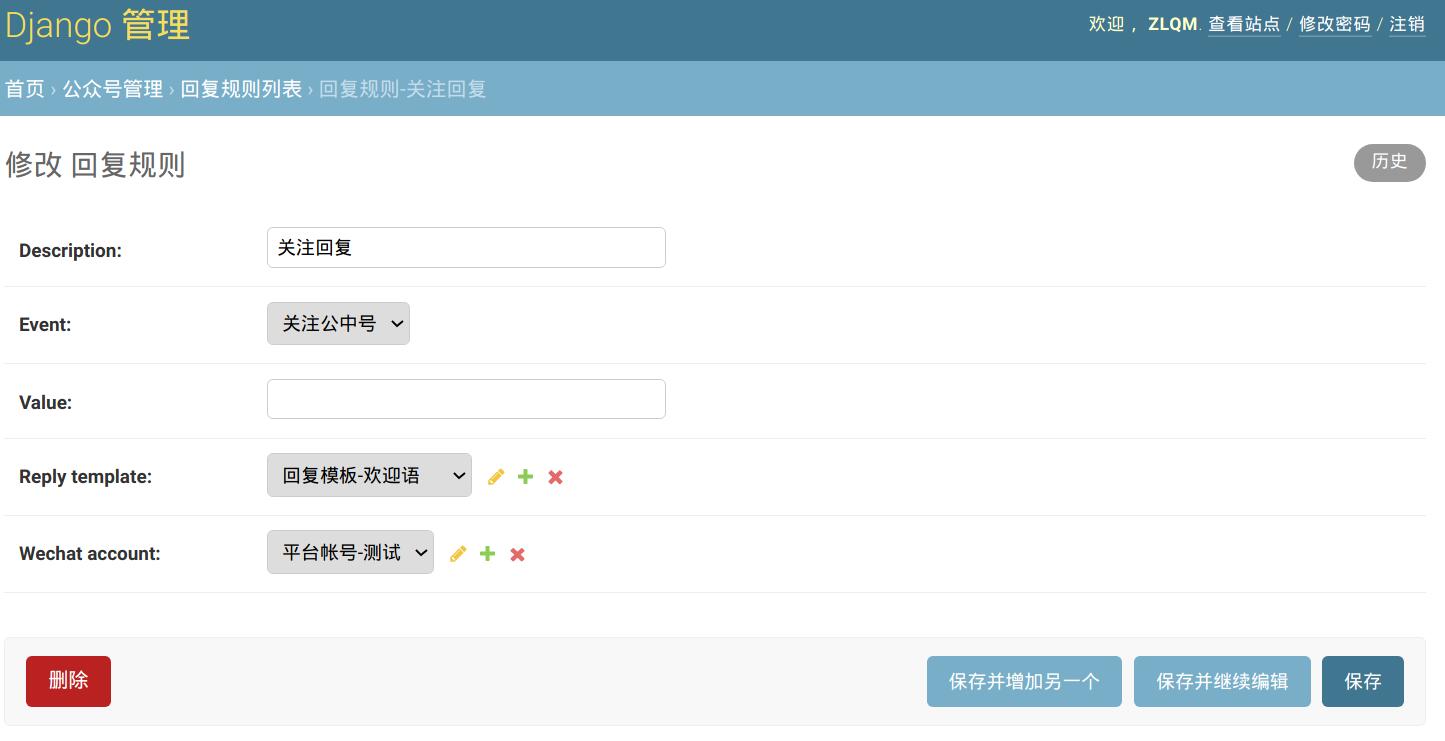 Django 管理
欢迎， ZLQM. 查看站点 / 修改密码 / 注销
首页 › 公众号管理 › 回复规则列表 › 回复规则-关注回复
修改 回复规则
历史
Description: 关注回复
Event: 关注公中号
Value:
Reply template: 回复模板-欢迎语
Wechat account: 平台帐号-测试
删除 保存并增加另一个 保存并继续编辑 保存